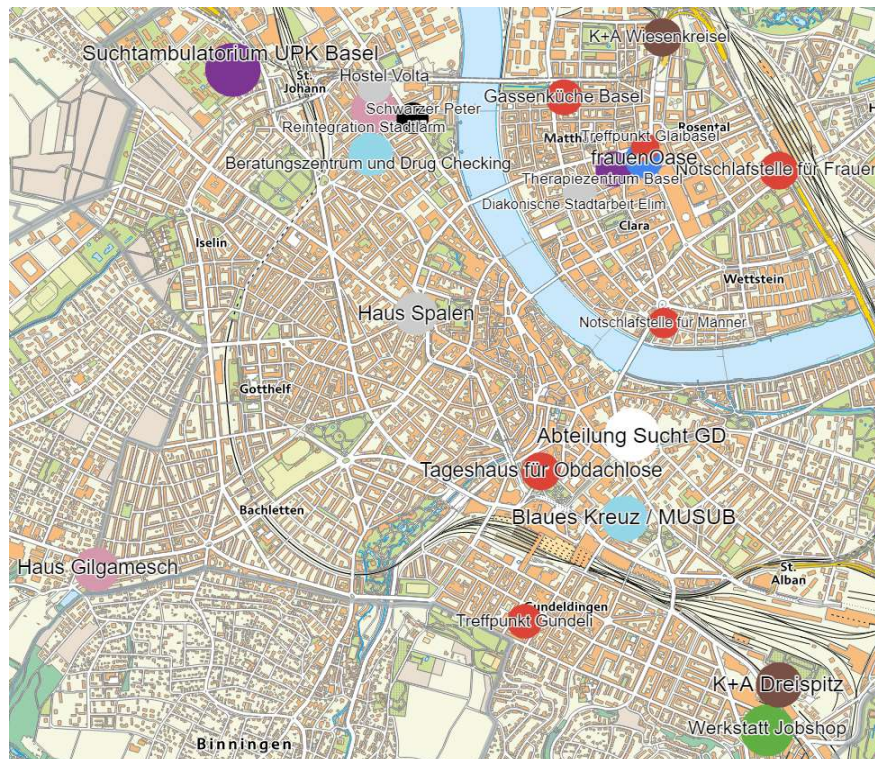 K+A Wiesenkreisel
Suchtambulatorium UPK Basel
St.
Johann
Hostel Volta
Gassenküche Basel
Schwarzer Peter
Reintegration Stadtlärm
Matth
Rosental
Treffpunkt Glaibasel
frauenOase
Beratungszentrum und Drug Checking
Therapiezentrum Basel
Notschlafstelle für Frauen
Diakonische Stadtarbeit Elim
Clara
Iselin
Wettstein
Haus Spalen
Notschlafstelle für Männer
Gotthelf
Abteilung Sucht GD
Tageshaus für Obdachlose
Bachletten
Blaues Kreuz / MUSUB
Haus Gilgamesch
St.
Alban
Gundeldingen
Treffpunkt Gundeli
K+A Dreispitz
Werkstatt Jobshop
Binningen